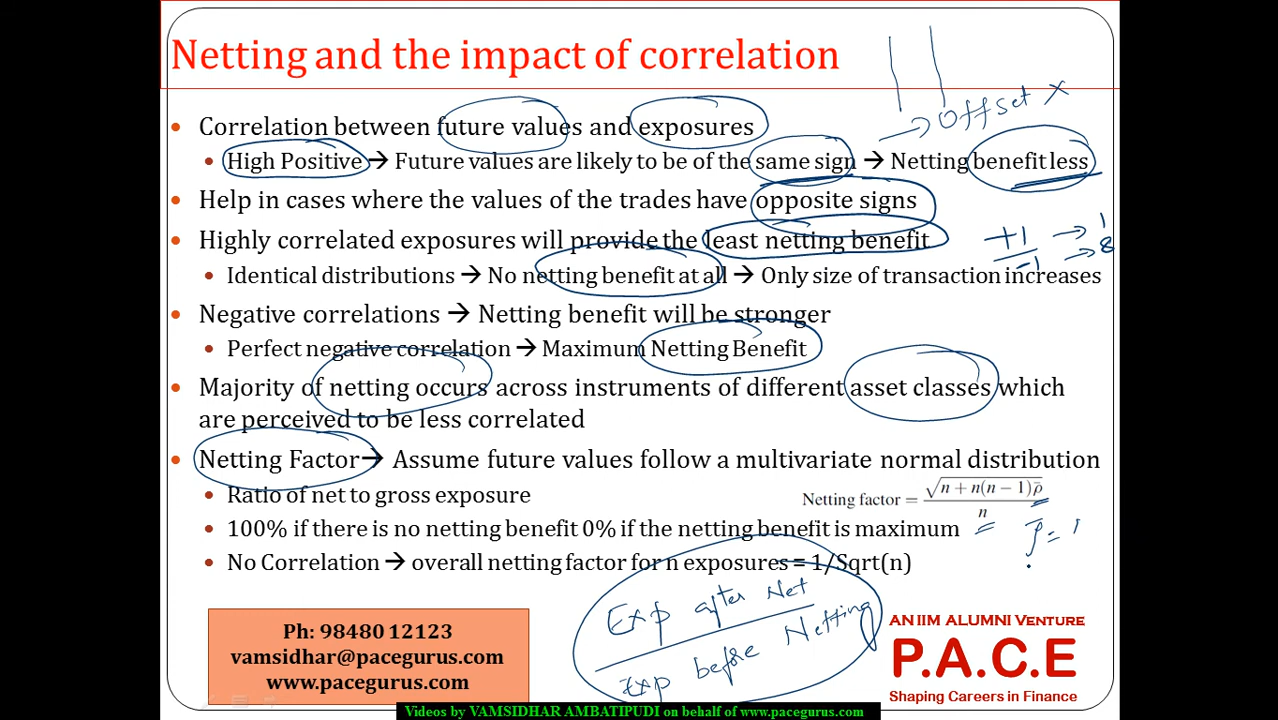 Netting and the impact of correlation
Offset X
• Correlation between future values and exposures
• High Positive → Future values are likely to be of the same sign → Netting benefit less
• Help in cases where the values of the trades have opposite signs
• Highly correlated exposures will provide the least netting benefit
+1 → 1
-1 → 8
• Identical distributions → No netting benefit at all → Only size of transaction increases
• Negative correlations → Netting benefit will be stronger
• Perfect negative correlation → Maximum Netting Benefit
• Majority of netting occurs across instruments of different asset classes which
are perceived to be less correlated
• Netting Factor → Assume future values follow a multivariate normal distribution
• Ratio of net to gross exposure
Netting factor = √(n + n(n − 1)ρ̄) / n
• 100% if there is no netting benefit 0% if the netting benefit is maximum
ρ̄ = 1
• No Correlation → overall netting factor for n exposures = 1/Sqrt(n)
Exp after Net
Exp before Netting
Ph: 98480 12123
vamsidhar@pacegurus.com
www.pacegurus.com
AN IIM ALUMNI VENTURE
P.A.C.E
Shaping Careers in Finance
Videos by VAMSIDHAR AMBATIPUDI on behalf of www.pacegurus.com